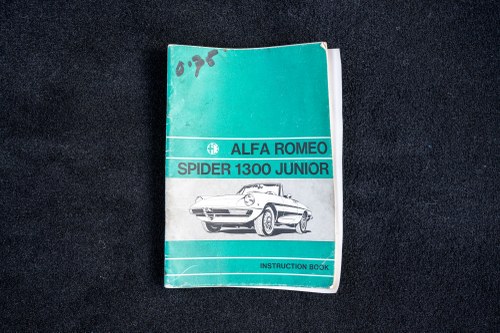 0.75
ALFA ROMEO
SPIDER 1300 JUNIOR
INSTRUCTION BOOK